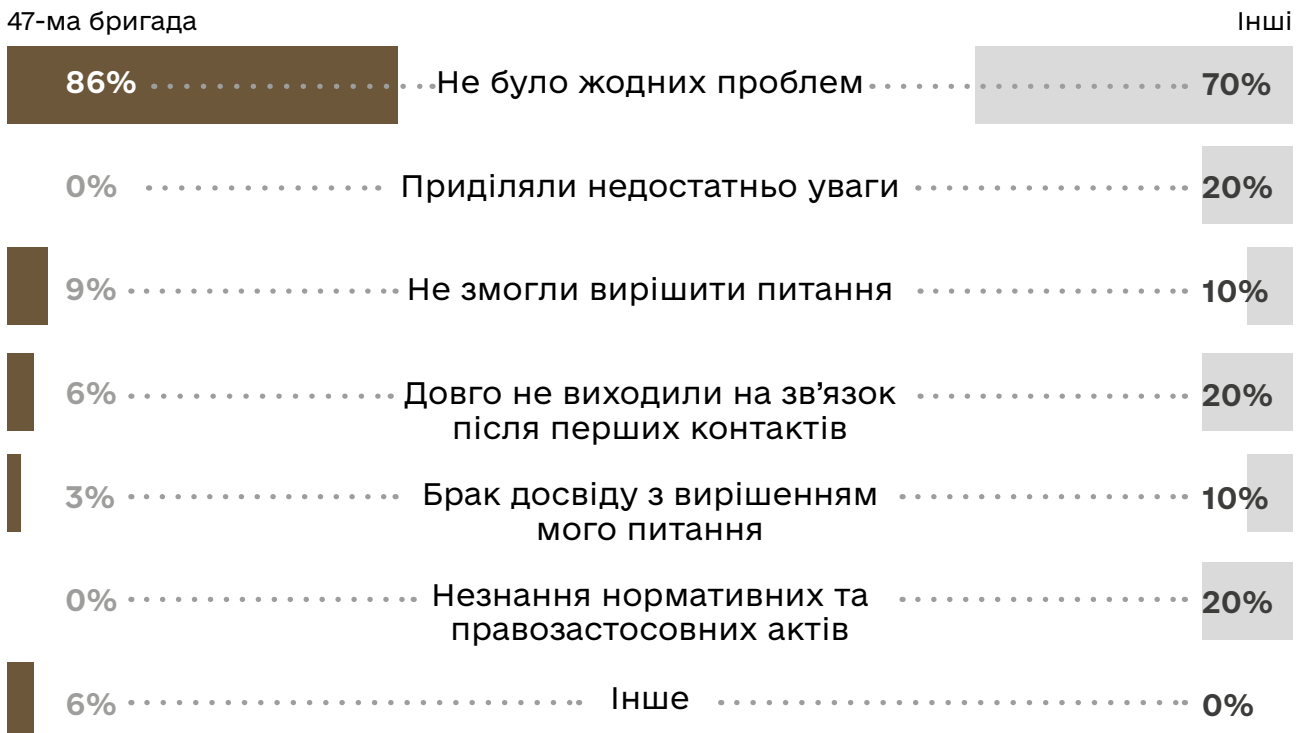 47-ма бригада Інші
86% Не було жодних проблем 70%
0% Приділяли недостатньо уваги 20%
9% Не змогли вирішити питання 10%
6% Довго не виходили на зв’язок 20%
після перших контактів
3% Брак досвіду з вирішенням 10%
мого питання
0% Незнання нормативних та 20%
правозастосовних актів
6% Інше 0%